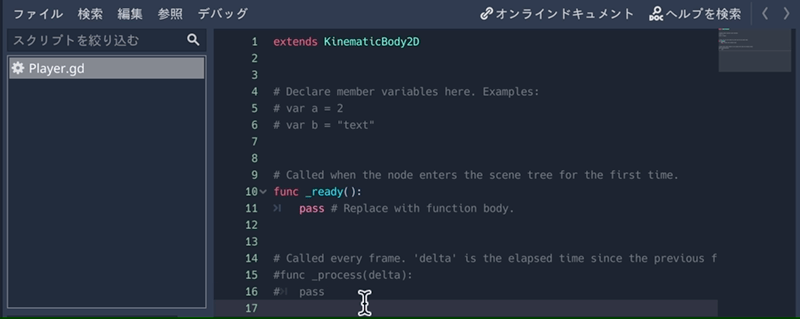 ファイル 検索 編集 参照 デバッグ オンラインドキュメント DOC ヘルプを検索
スクリプトを絞り込む
Player.gd
1 extends KinematicBody2D
2
3
4 # Declare member variables here. Examples:
5 # var a = 2
6 # var b = "text"
7
8
9 # Called when the node enters the scene tree for the first time.
10 func _ready():
11 pass # Replace with function body.
12
13
14 # Called every frame. 'delta' is the elapsed time since the previous f
15 #func _process(delta):
16 # pass
17